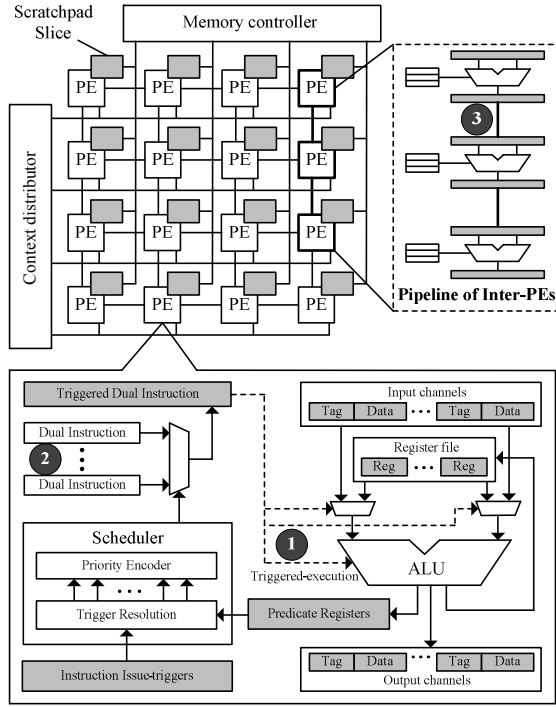 Scratchpad
Slice
Memory controller
PE PE PE PE
PE PE PE PE
PE PE PE PE
PE PE PE PE
Context distributor
3
Pipeline of Inter-PEs
Triggered Dual Instruction
Dual Instruction
2
Dual Instruction
Scheduler
Priority Encoder
Trigger Resolution
Instruction Issue-triggers
Input channels
Tag Data ··· Tag Data
Register file
Reg ··· Reg
1
Triggered-execution
ALU
Predicate Registers
Tag Data ··· Tag Data
Output channels